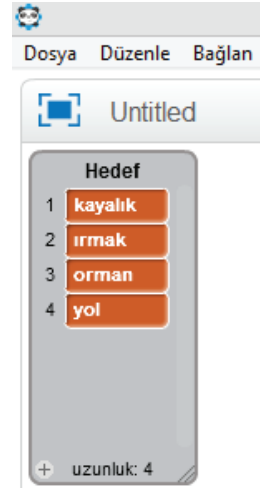 Dosya Düzenle Bağlan
Untitled
Hedef
1 kayalık
2 ırmak
3 orman
4 yol
+ uzunluk: 4